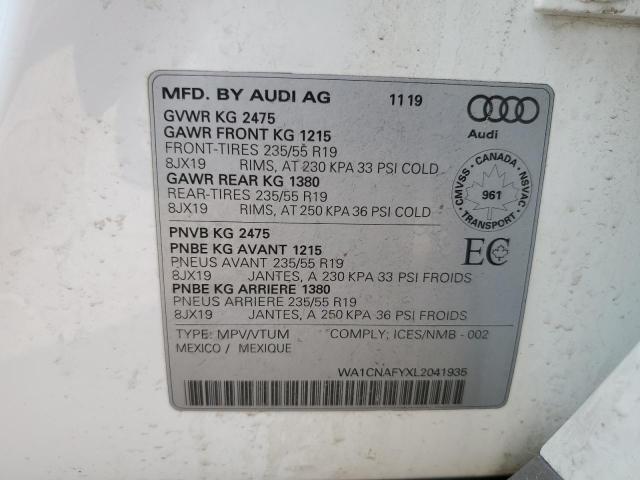 MFD. BY AUDI AG 11 19
GVWR KG 2475
GAWR FRONT KG 1215
FRONT-TIRES 235/55 R19
8JX19 RIMS, AT 230 KPA 33 PSI COLD
GAWR REAR KG 1380
REAR-TIRES 235/55 R19
8JX19 RIMS, AT 250 KPA 36 PSI COLD
Audi
CMVSS - CANADA - NSVAC
961
TRANSPORT
PNVB KG 2475
PNBE KG AVANT 1215
PNEUS AVANT 235/55 R19
8JX19 JANTES, A 230 KPA 33 PSI FROIDS
PNBE KG ARRIERE 1380
PNEUS ARRIERE 235/55 R19
8JX19 JANTES, A 250 KPA 36 PSI FROIDS
EC
TYPE: MPV/VTUM COMPLY; ICES/NMB - 002
MEXICO / MEXIQUE
WA1CNAFYXL2041935